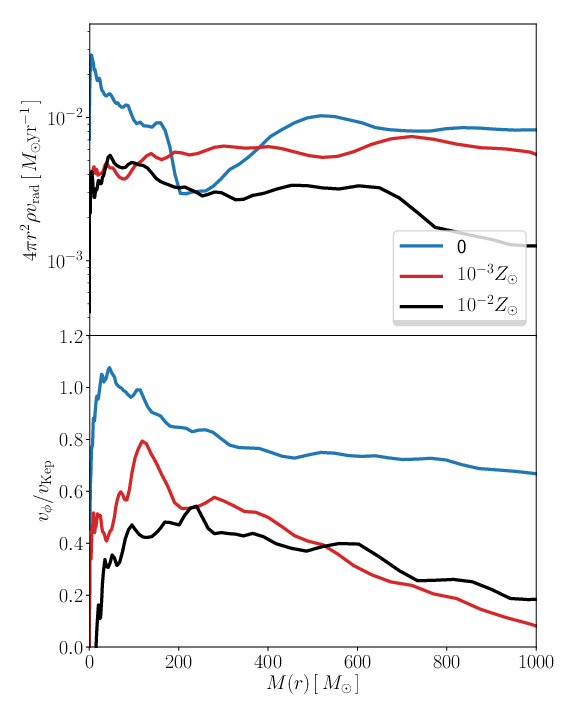 4πr²ρv_rad [M⊙yr⁻¹]
10⁻²
10⁻³
0
10⁻³Z⊙
10⁻²Z⊙
v_ϕ/v_Kep
1.2
1.0
0.8
0.6
0.4
0.2
0.0
0 200 400 600 800 1000
M(r) [M⊙]